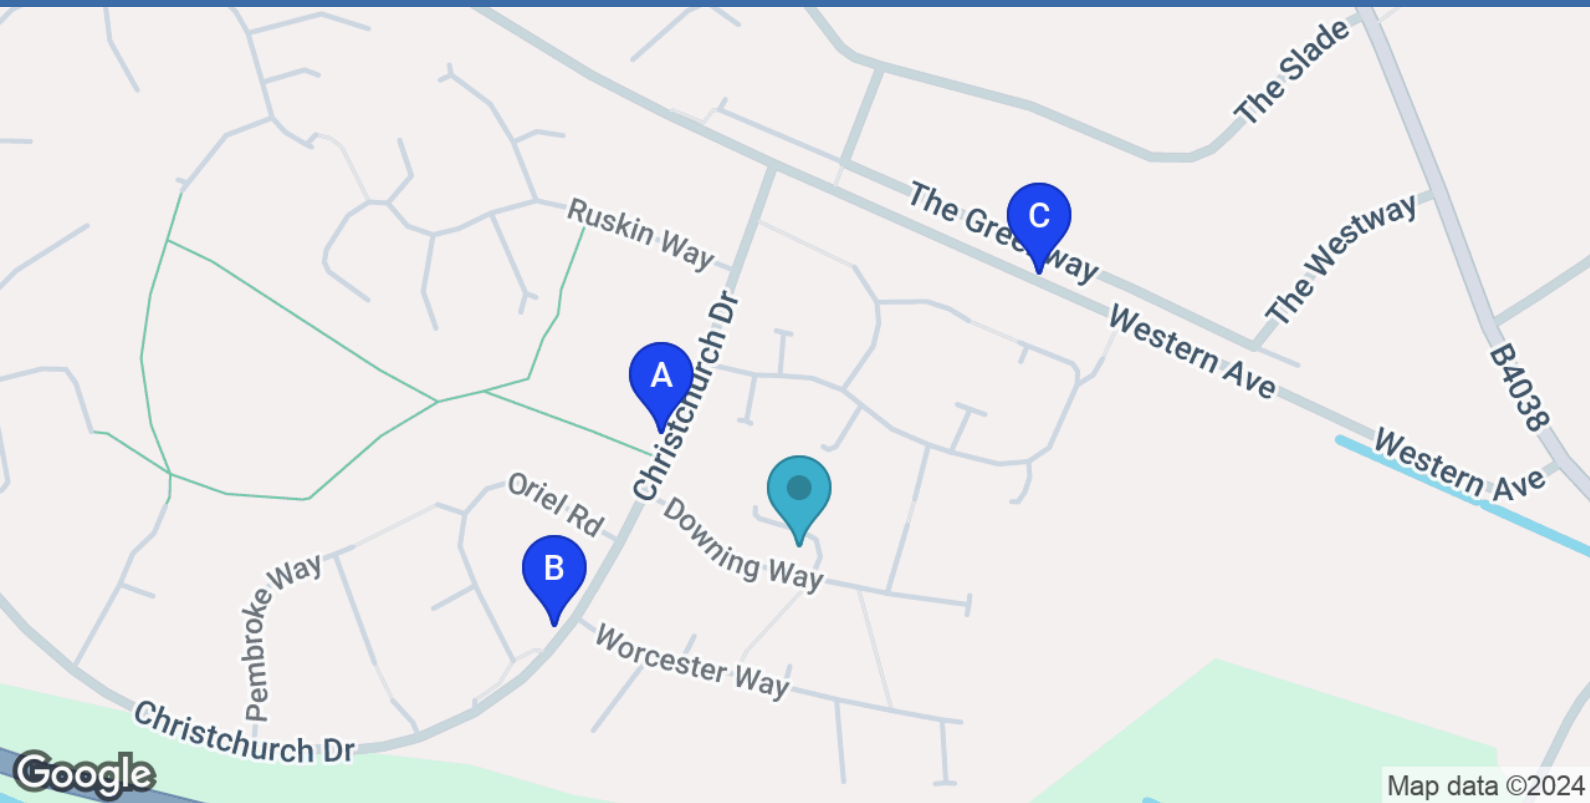 The Slade
The Greenway
C
Ruskin Way
The Westway
Christchurch Dr
Western Ave
A
B4038
Western Ave
Oriel Rd
Downing Way
B
Pembroke Way
Worcester Way
Christchurch Dr
Google
Map data ©2024